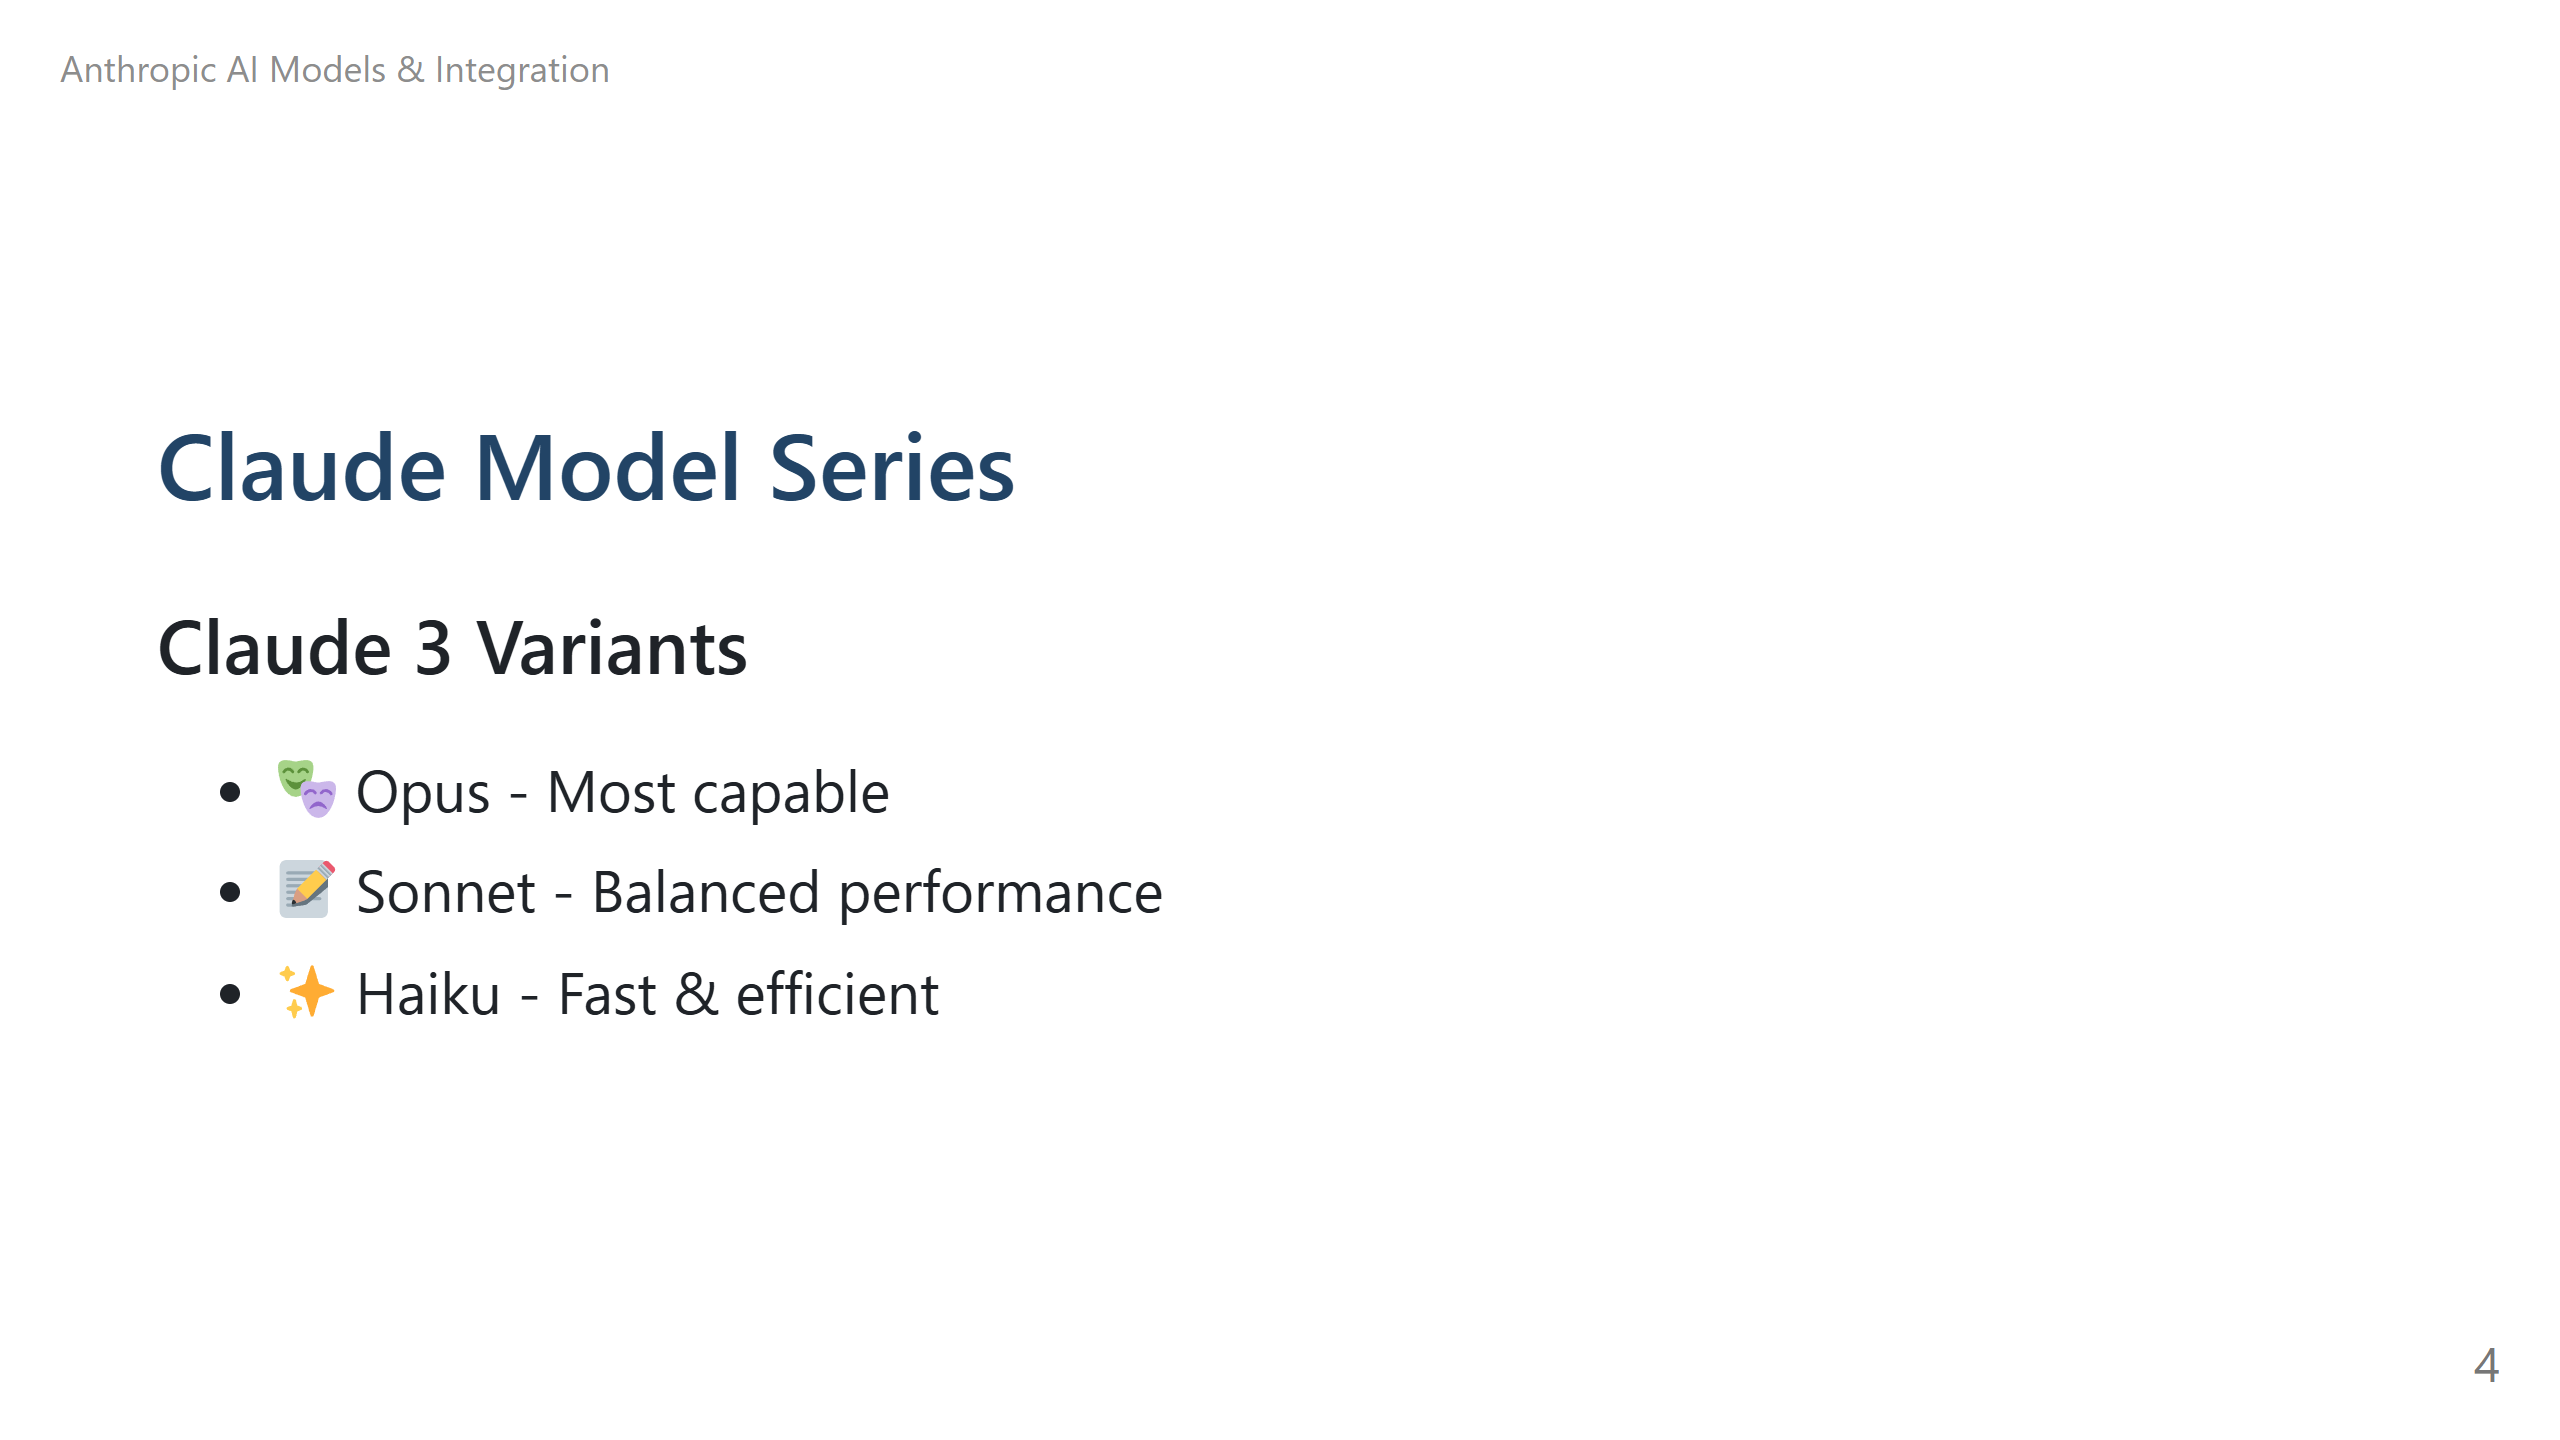 Anthropic AI Models & Integration
Claude Model Series
Claude 3 Variants
• 🎭 Opus - Most capable
• 📝 Sonnet - Balanced performance
• ✨ Haiku - Fast & efficient
4